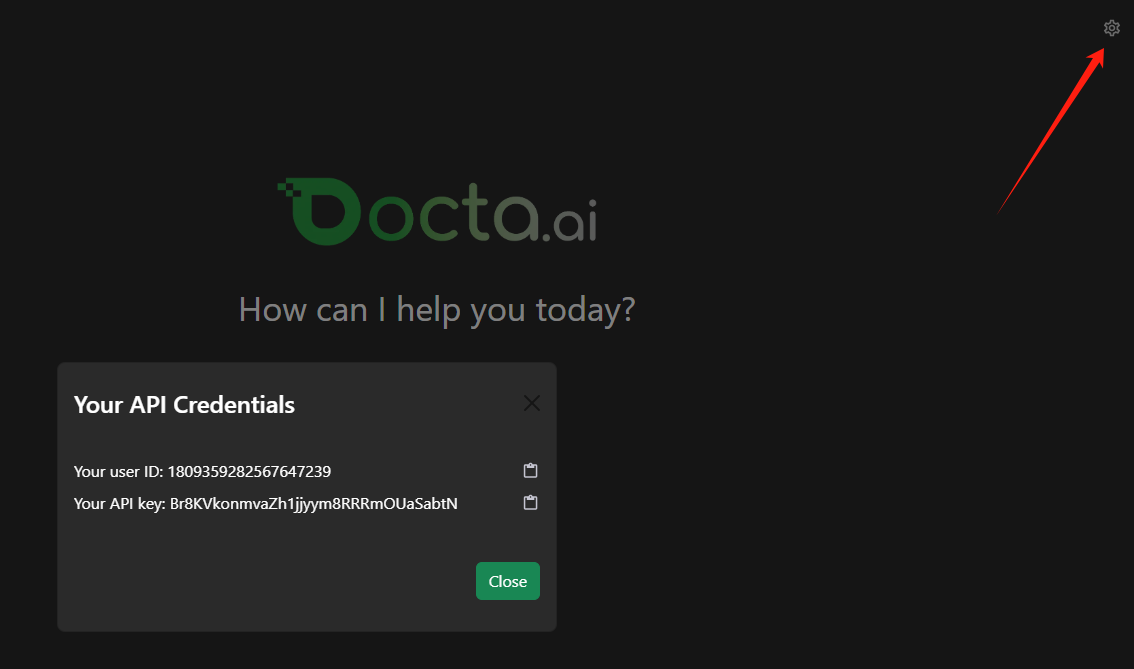 Docta.ai
How can I help you today?
Your API Credentials
Your user ID: 1809359282567647239
Your API key: Br8KVkonmvaZh1jjyym8RRRmOUaSabtN
Close